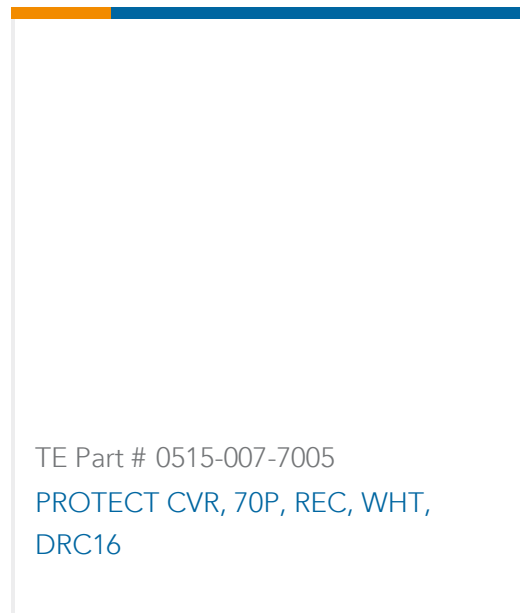 TE Part # 0515-007-7005
PROTECT CVR, 70P, REC, WHT,
DRC16